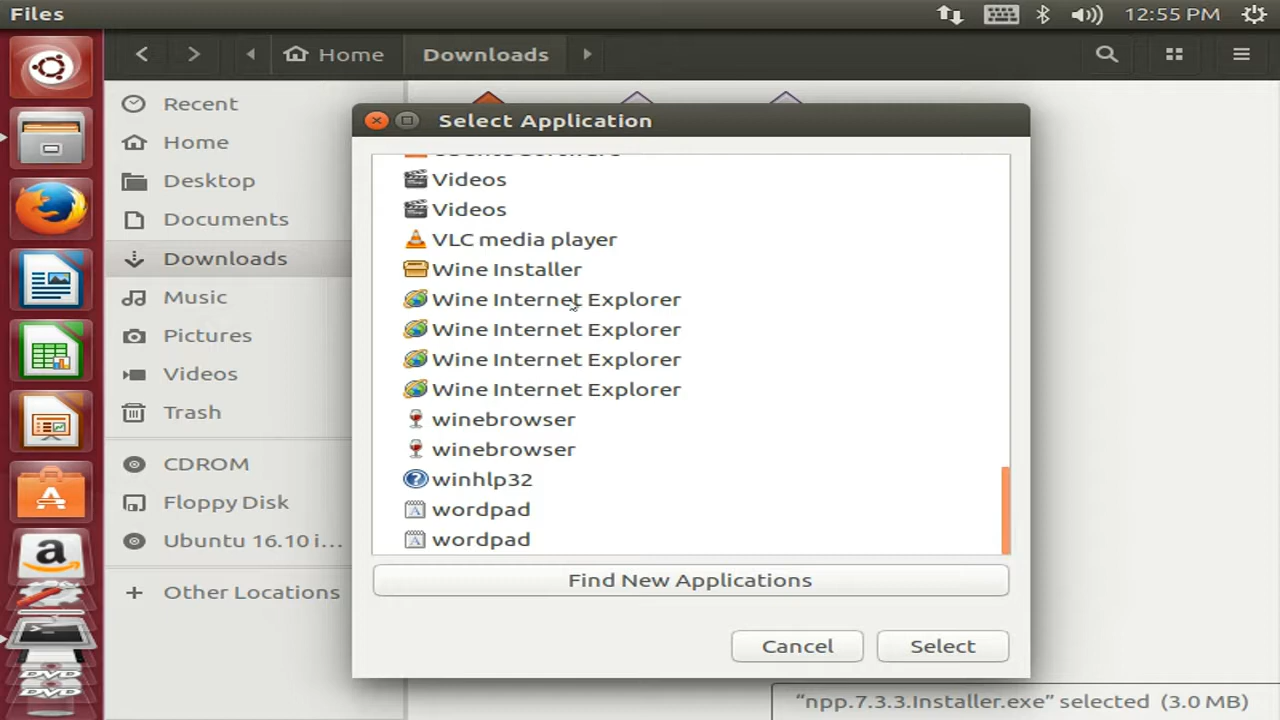 Files
12:55 PM
Home
Downloads
Recent
Home
Desktop
Documents
Downloads
Music
Pictures
Videos
Trash
CDROM
Floppy Disk
Ubuntu 16.10 i...
Other Locations
Select Application
Videos
Videos
VLC media player
Wine Installer
Wine Internet Explorer
Wine Internet Explorer
Wine Internet Explorer
Wine Internet Explorer
winebrowser
winebrowser
winhlp32
wordpad
wordpad
Find New Applications
Cancel
Select
“npp.7.3.3.Installer.exe” selected (3.0 MB)